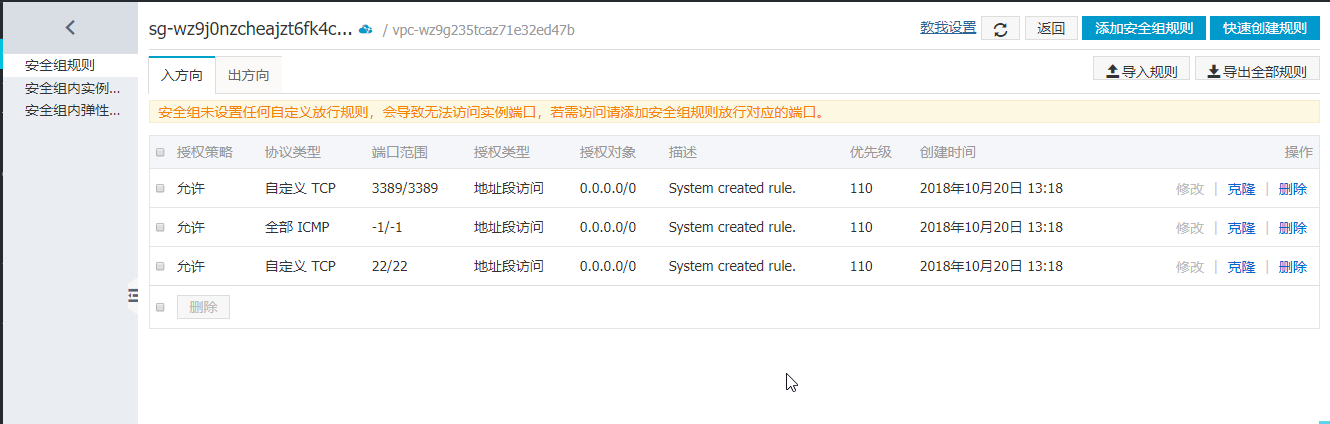 sg-wz9j0nzcheajzt6fk4c... / vpc-wz9g235tcaz71e32ed47b 教我设置 返回 添加安全组规则 快速创建规则
安全组规则
安全组内实例...
安全组内弹性...
入方向 出方向 导入规则 导出全部规则
安全组未设置任何自定义放行规则，会导致无法访问实例端口，若需访问请添加安全组规则放行对应的端口。
授权策略 协议类型 端口范围 授权类型 授权对象 描述 优先级 创建时间 操作
允许 自定义 TCP 3389/3389 地址段访问 0.0.0.0/0 System created rule. 110 2018年10月20日 13:18 修改 | 克隆 | 删除
允许 全部 ICMP -1/-1 地址段访问 0.0.0.0/0 System created rule. 110 2018年10月20日 13:18 修改 | 克隆 | 删除
允许 自定义 TCP 22/22 地址段访问 0.0.0.0/0 System created rule. 110 2018年10月20日 13:18 修改 | 克隆 | 删除
删除